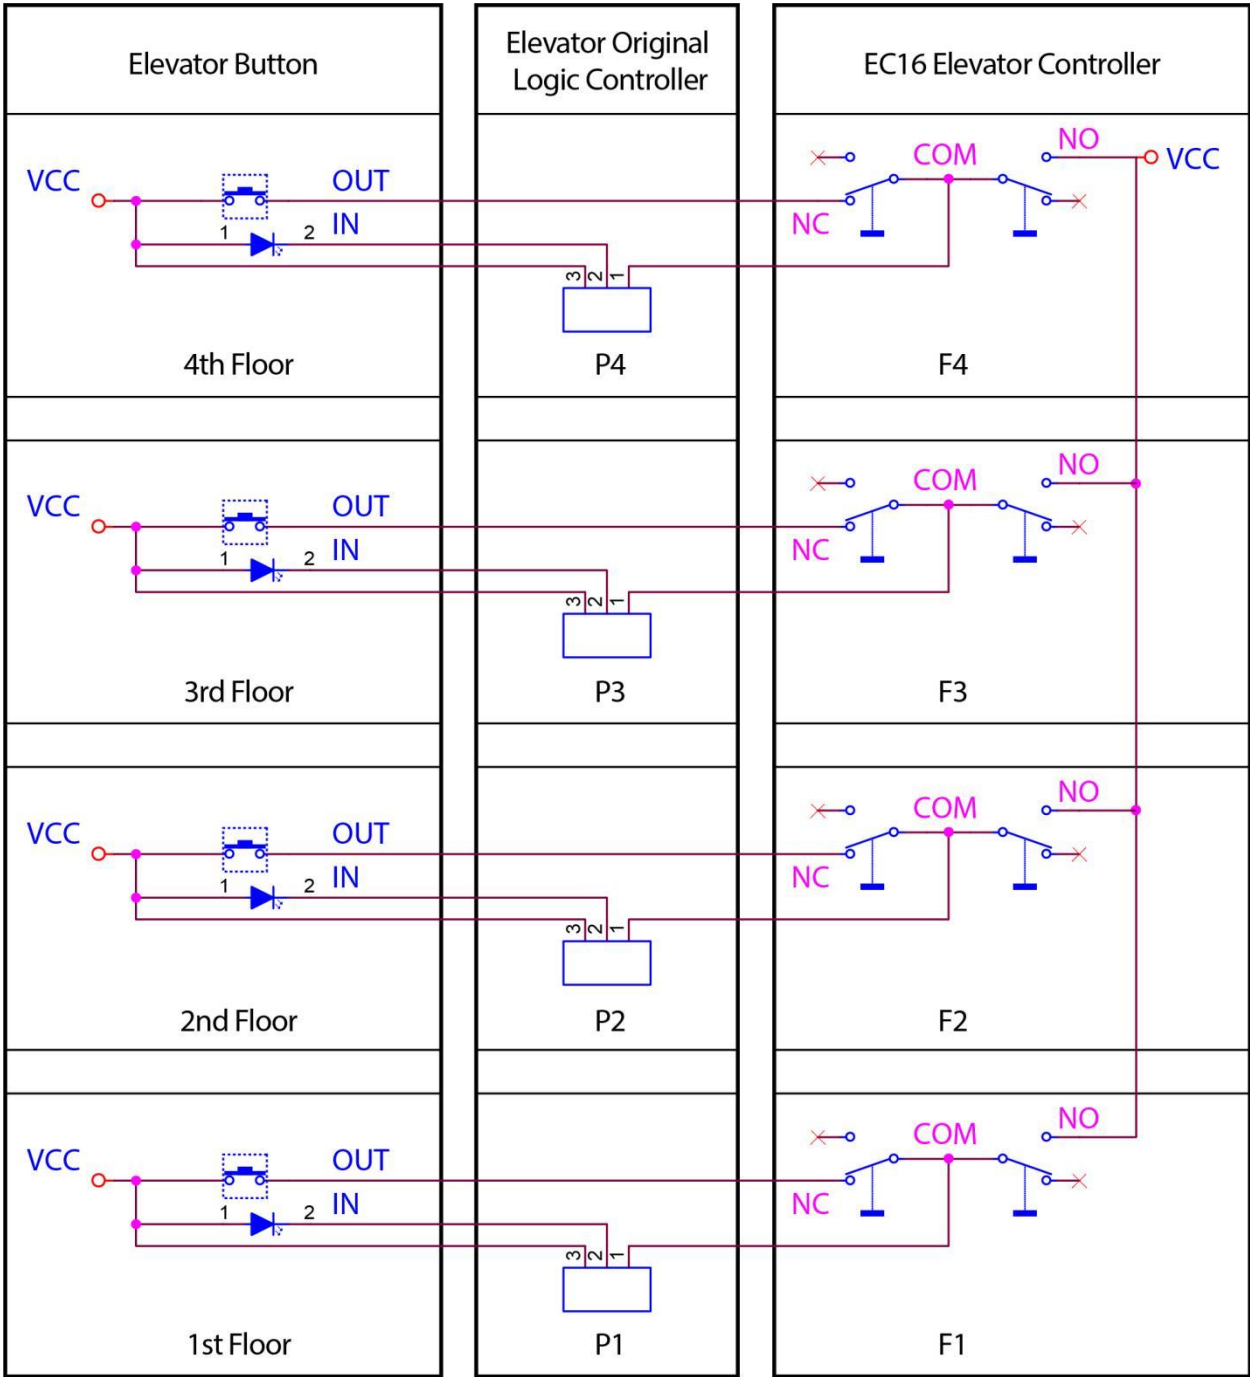 Elevator Button
Elevator Original
Logic Controller
EC16 Elevator Controller
VCC
OUT
IN
1
2
3
2
1
NC
COM
NO
VCC
4th Floor
P4
F4
VCC
OUT
IN
1
2
3
2
1
NC
COM
NO
3rd Floor
P3
F3
VCC
OUT
IN
1
2
3
2
1
NC
COM
NO
2nd Floor
P2
F2
VCC
OUT
IN
1
2
3
2
1
NC
COM
NO
1st Floor
P1
F1